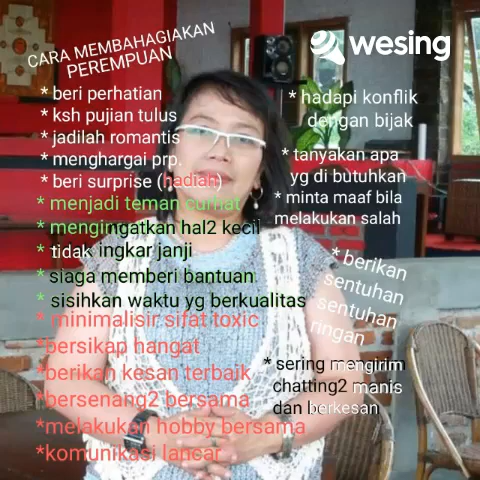 wesing
CARA MEMBAHAGIAKAN
PEREMPUAN
* beri perhatian
* ksh pujian tulus
* jadilah romantis
* menghargai prp.
* beri surprise (hadiah)
* menjadi teman curhat
* mengingatkan hal2 kecil
* tidak ingkar janji
* siaga memberi bantuan
* sisihkan waktu yg berkualitas
* minimalisir sifat toxic
*bersikap hangat
*berikan kesan terbaik
*bersenang2 bersama
*melakukan hobby bersama
*komunikasi lancar
* hadapi konflik
dengan bijak
* tanyakan apa
yg di butuhkan
* minta maaf bila
melakukan salah
* berikan
sentuhan
sentuhan
ringan
* sering mengirim
chatting2 manis
dan berkesan